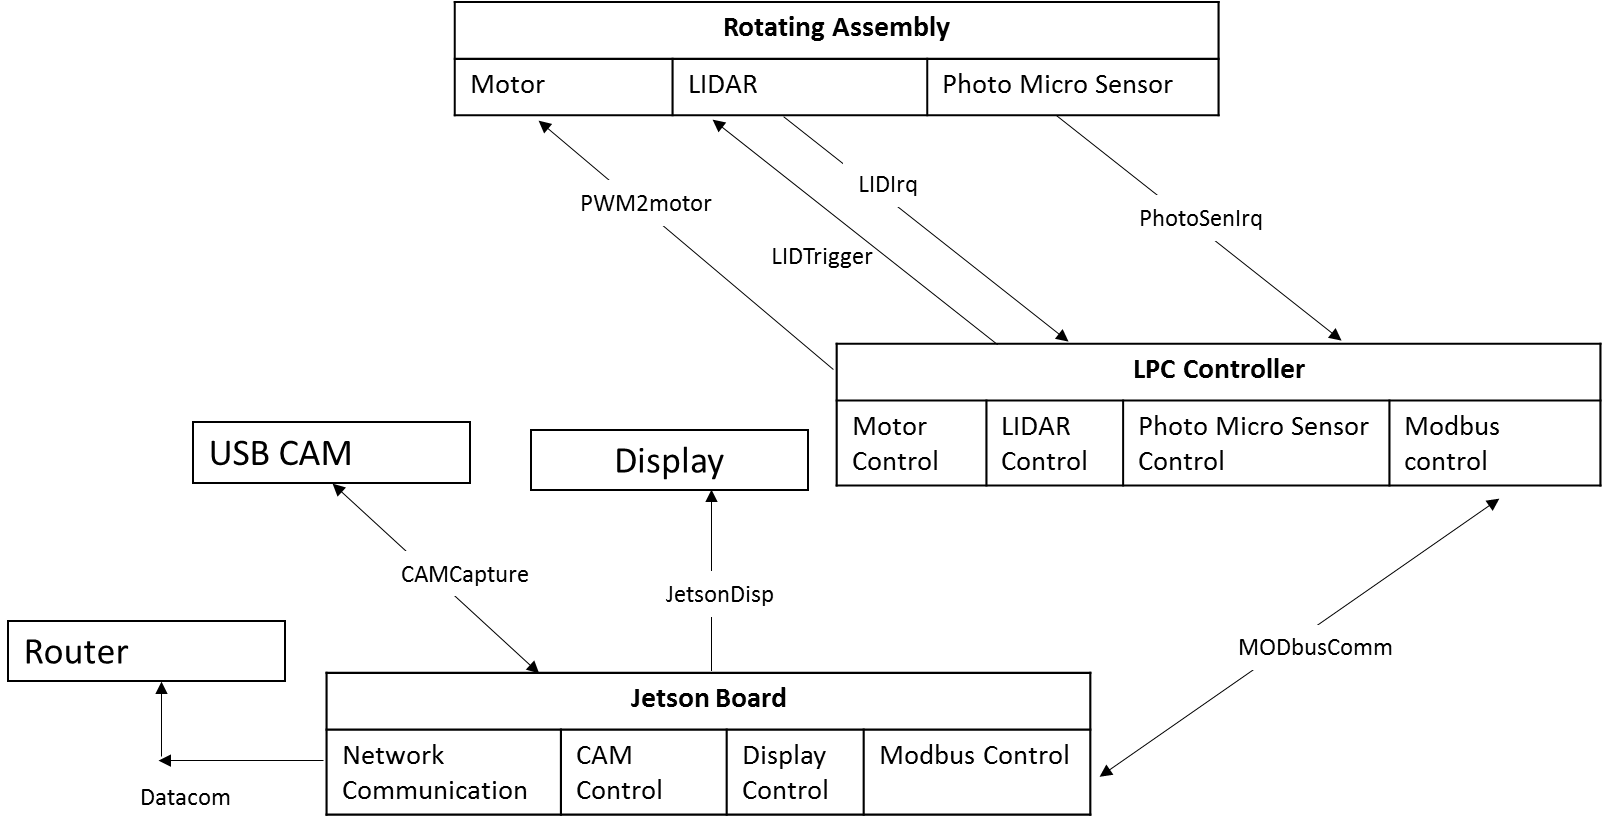 Rotating Assembly
Motor
LIDAR
Photo Micro Sensor
LIDIrq
PWM2motor
PhotoSenIrq
LIDTrigger
LPC Controller
Motor
Control
LIDAR
Control
Photo Micro Sensor
Control
Modbus
control
USB CAM
Display
CAMCapture
JetsonDisp
Router
MODbusComm
Jetson Board
Network
Communication
CAM
Control
Display
Control
Modbus Control
Datacom